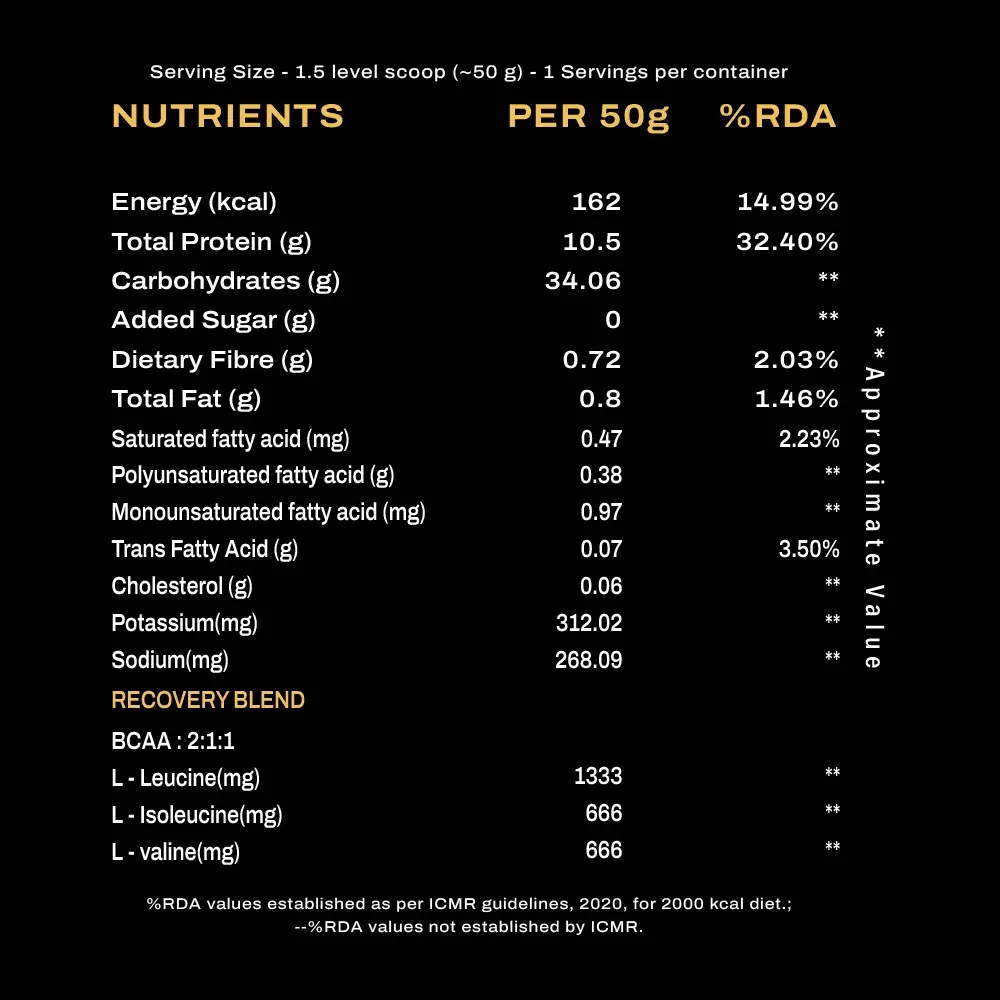 Serving Size - 1.5 level scoop (~50 g) - 1 Servings per container
NUTRIENTS PER 50g %RDA
Energy (kcal) 162 14.99%
Total Protein (g) 10.5 32.40%
Carbohydrates (g) 34.06 **
Added Sugar (g) 0 **
Dietary Fibre (g) 0.72 2.03%
Total Fat (g) 0.8 1.46%
Saturated fatty acid (mg) 0.47 2.23%
Polyunsaturated fatty acid (g) 0.38 **
Monounsaturated fatty acid (mg) 0.97 **
Trans Fatty Acid (g) 0.07 3.50%
Cholesterol (g) 0.06 **
Potassium(mg) 312.02 **
Sodium(mg) 268.09 **
RECOVERY BLEND
BCAA : 2:1:1
L - Leucine(mg) 1333 **
L - Isoleucine(mg) 666 **
L - valine(mg) 666 **
**Approximate Value
%RDA values established as per ICMR guidelines, 2020, for 2000 kcal diet.;
--%RDA values not established by ICMR.